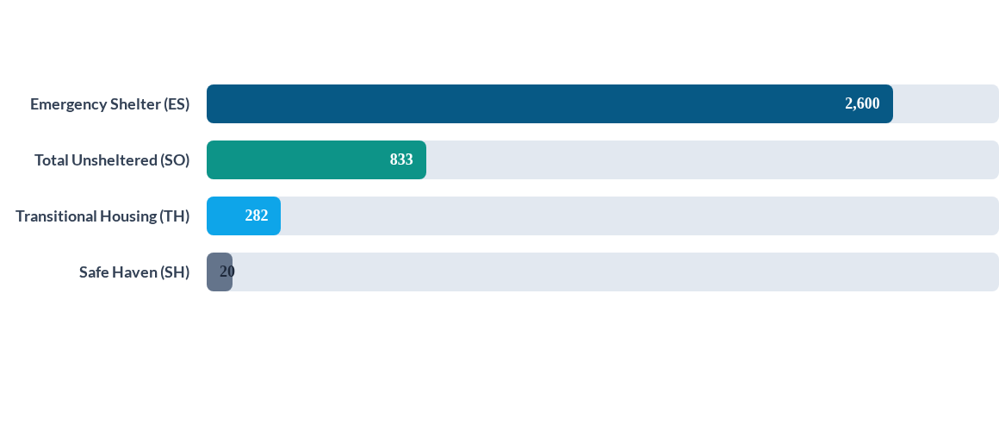 Emergency Shelter (ES) 2,600
Total Unsheltered (SO) 833
Transitional Housing (TH) 282
Safe Haven (SH) 20